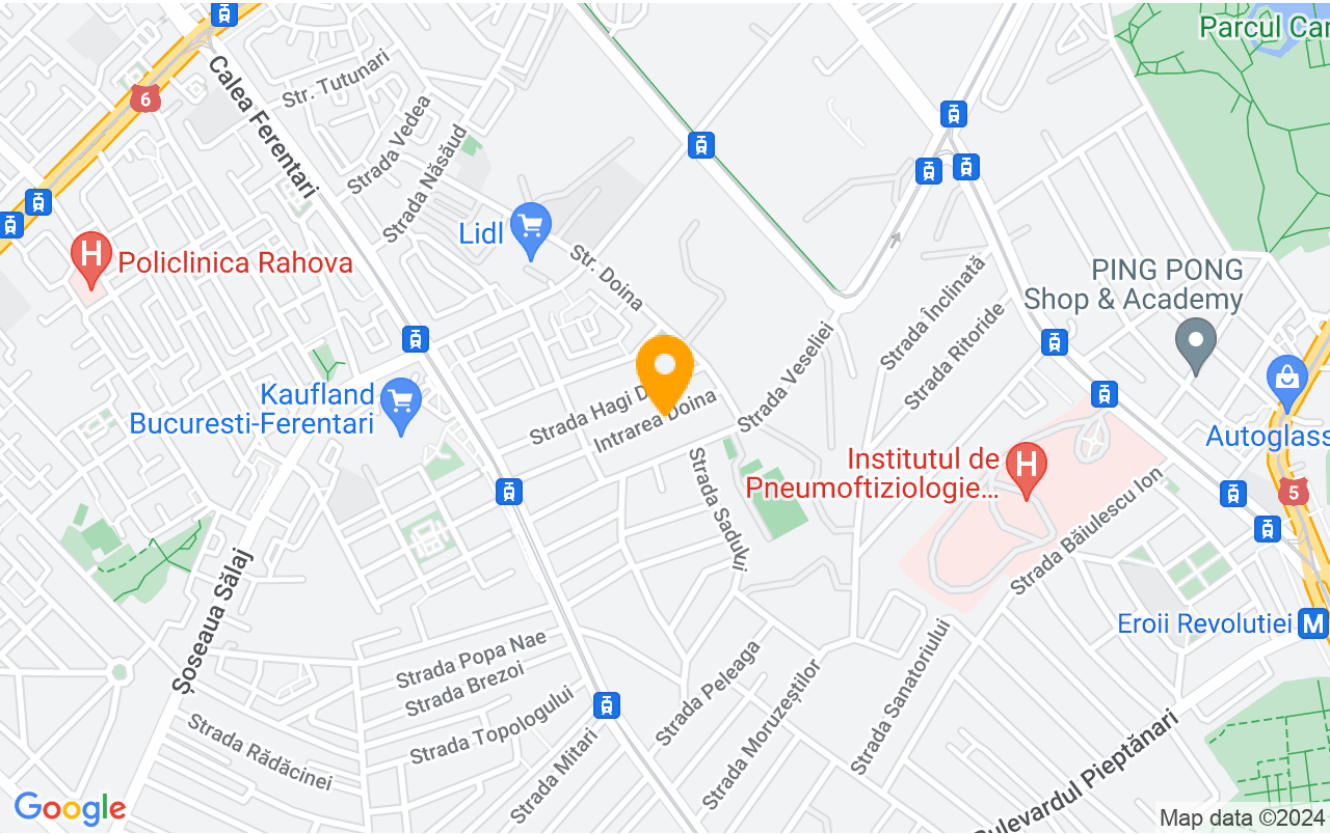 Parcul Car
6
Str. Tutunari
Calea Ferentari
Strada Vedea
Strada Năsăud
Lidl
H
Policlinica Rahova
Str. Doina
PING PONG
Shop & Academy
Strada Înclinată
Strada Ritoride
Strada Veseliei
Kaufland
Bucuresti-Ferentari
Strada Hagi D
Intrarea Doina
Autoglass
Institutul de
Pneumoftiziologie...
H
5
Strada Sadului
Strada Băiulescu Ion
Șoseaua Sălaj
Eroii Revolutiei M
Strada Popa Nae
Strada Brezoi
Strada Topologului
Strada Peleaga
Strada Moruzeștilor
Strada Sanatoriului
Strada Rădăcinei
Strada Mitari
Bulevardul Pieptănari
Google
Map data ©2024